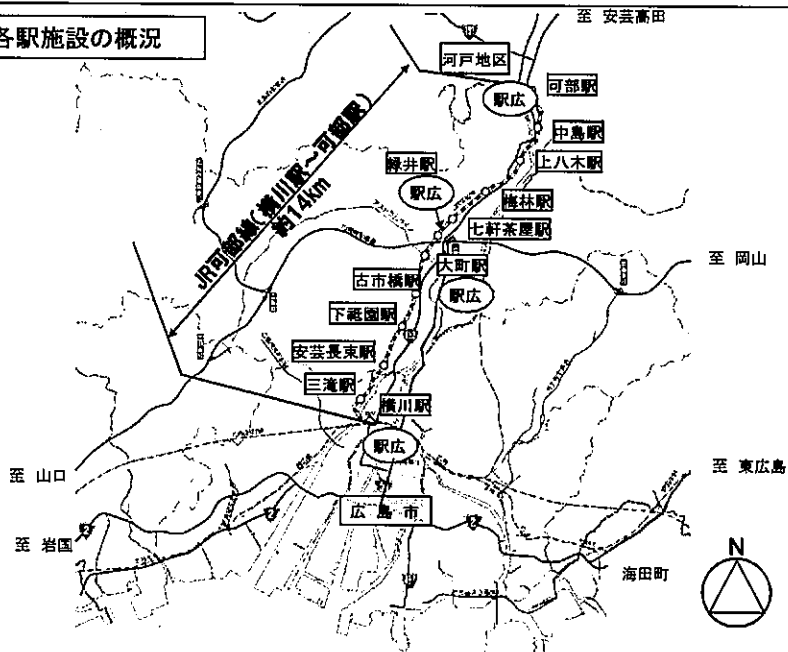 各駅施設の概況
至 安芸高田
河戸地区
駅広
可部駅
中島駅
上八木駅
緑井駅
駅広
梅林駅
七軒茶屋駅
JR可部線(横川駅～可部駅)
約14km
大町駅
至 岡山
古市橋駅
駅広
下祗園駅
安芸長束駅
三滝駅
横川駅
駅広
至 山口
至 東広島
広島市
至 岩国
海田町
N